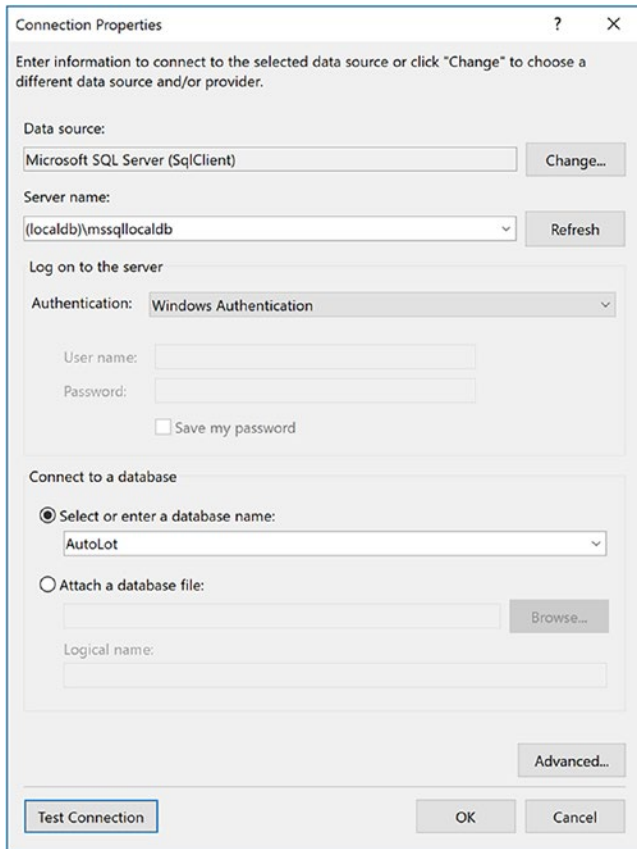 Connection Properties ? ×
Enter information to connect to the selected data source or click "Change" to choose a
different data source and/or provider.
Data source:
Microsoft SQL Server (SqlClient) Change...
Server name:
(localdb)\mssqllocaldb Refresh
Log on to the server
Authentication: Windows Authentication
User name:
Password:
Save my password
Connect to a database
Select or enter a database name:
AutoLot
Attach a database file:
Browse...
Logical name:
Advanced...
Test Connection OK Cancel